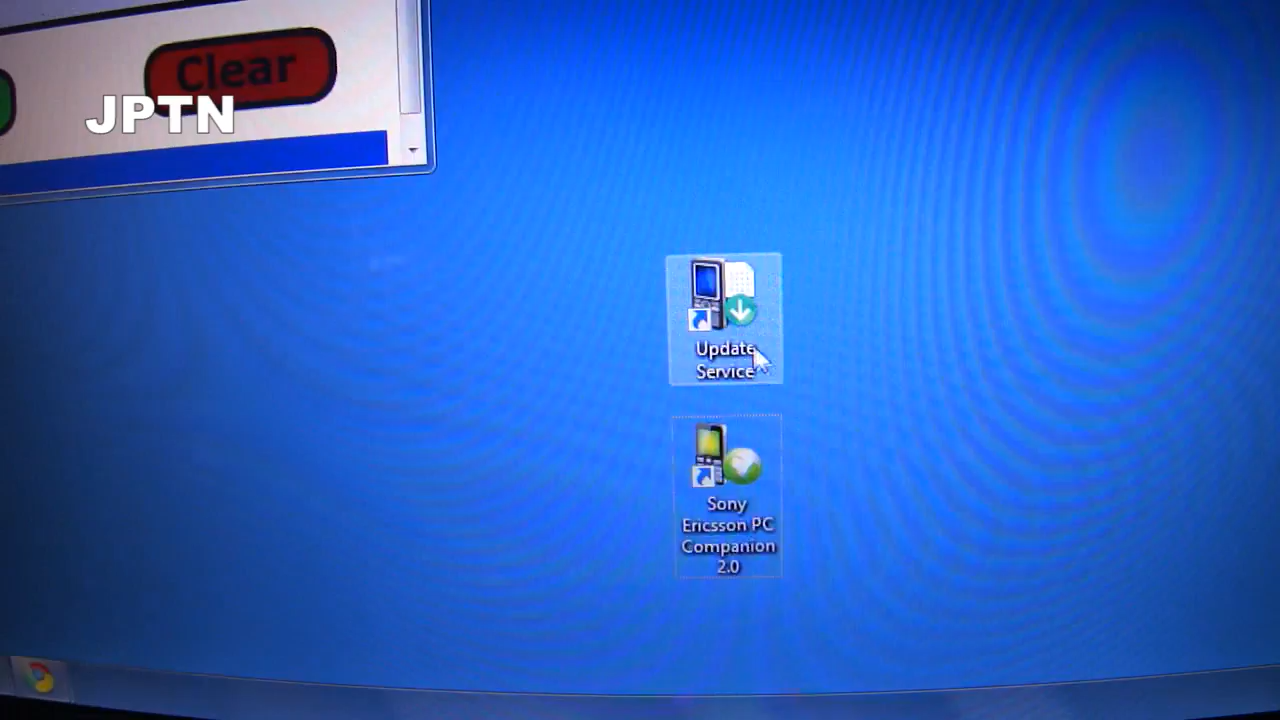 Clear
JPTN
Update
Service
Sony
Ericsson PC
Companion
2.0